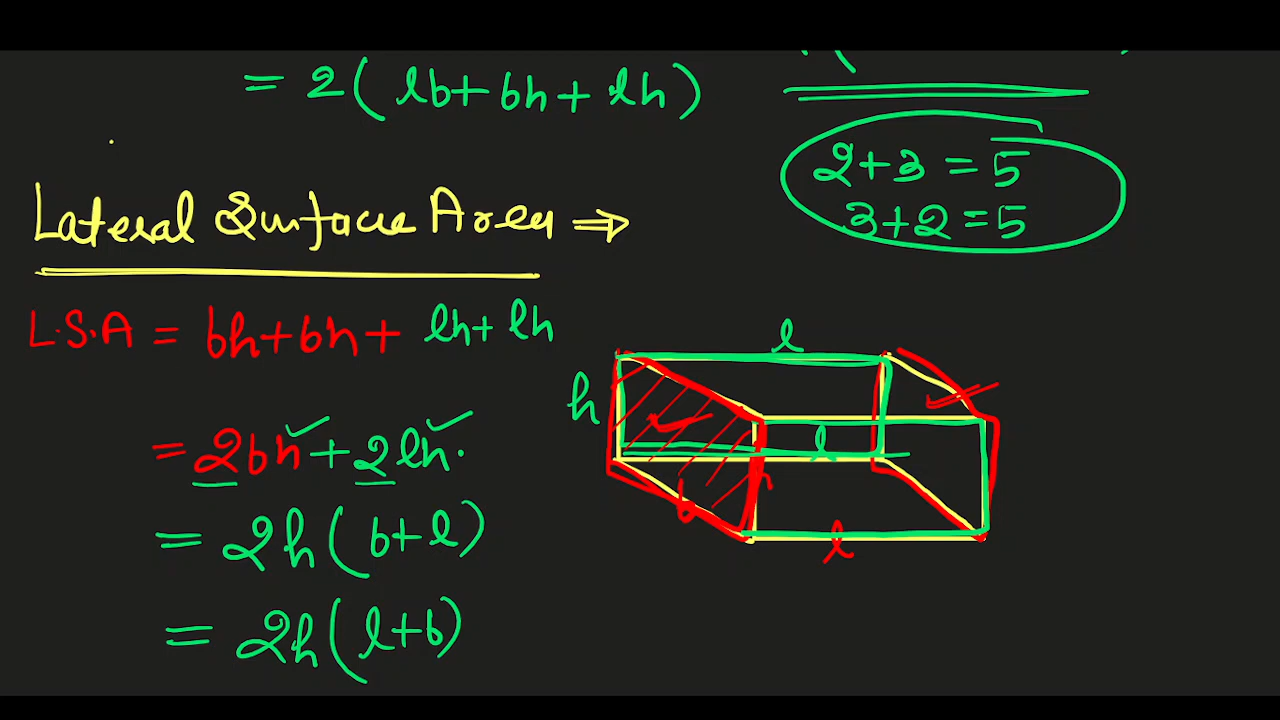 = 2(lb+bh+lh)
2+3=5
3+2=5
Lateral Surface Area ⇒
L.S.A = bh+bh+ lh+ lh
= 2bh+2lh.
= 2h(b+l)
= 2h(l+b)
l
h
l
h
b
l